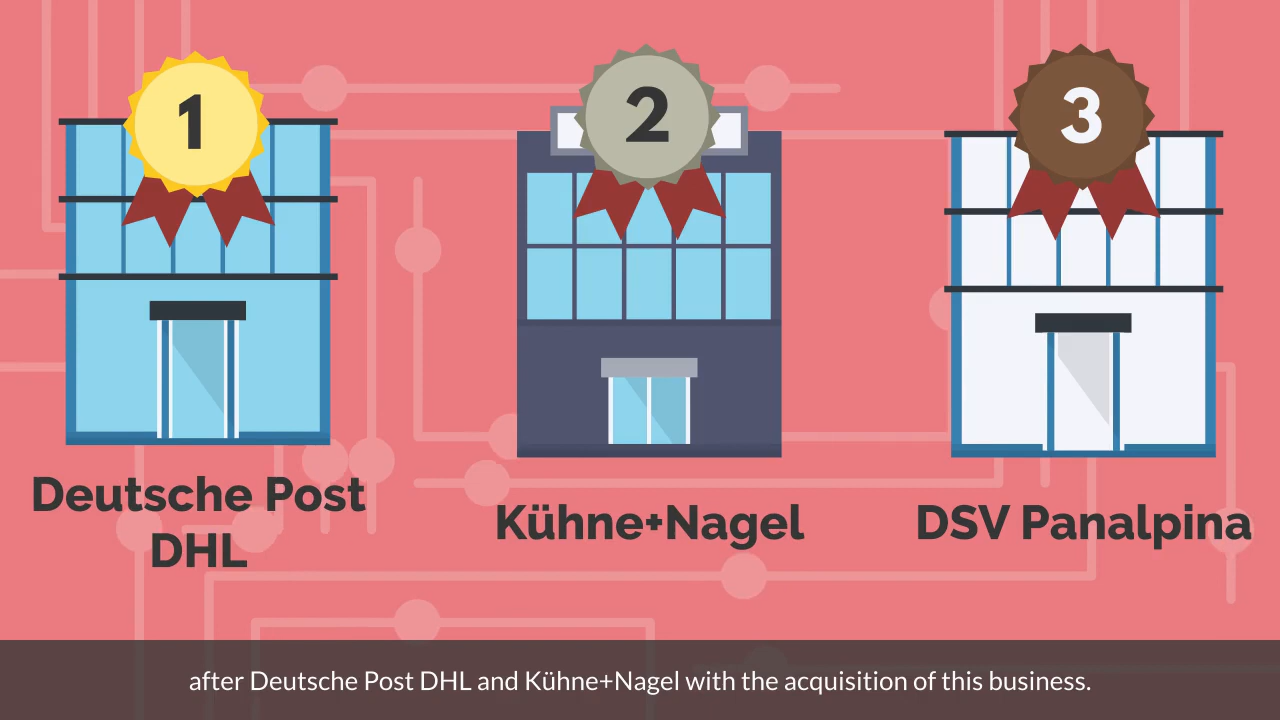 1
2
3
Deutsche Post
DHL
Kühne+Nagel
DSV Panalpina
after Deutsche Post DHL and Kühne+Nagel with the acquisition of this business.